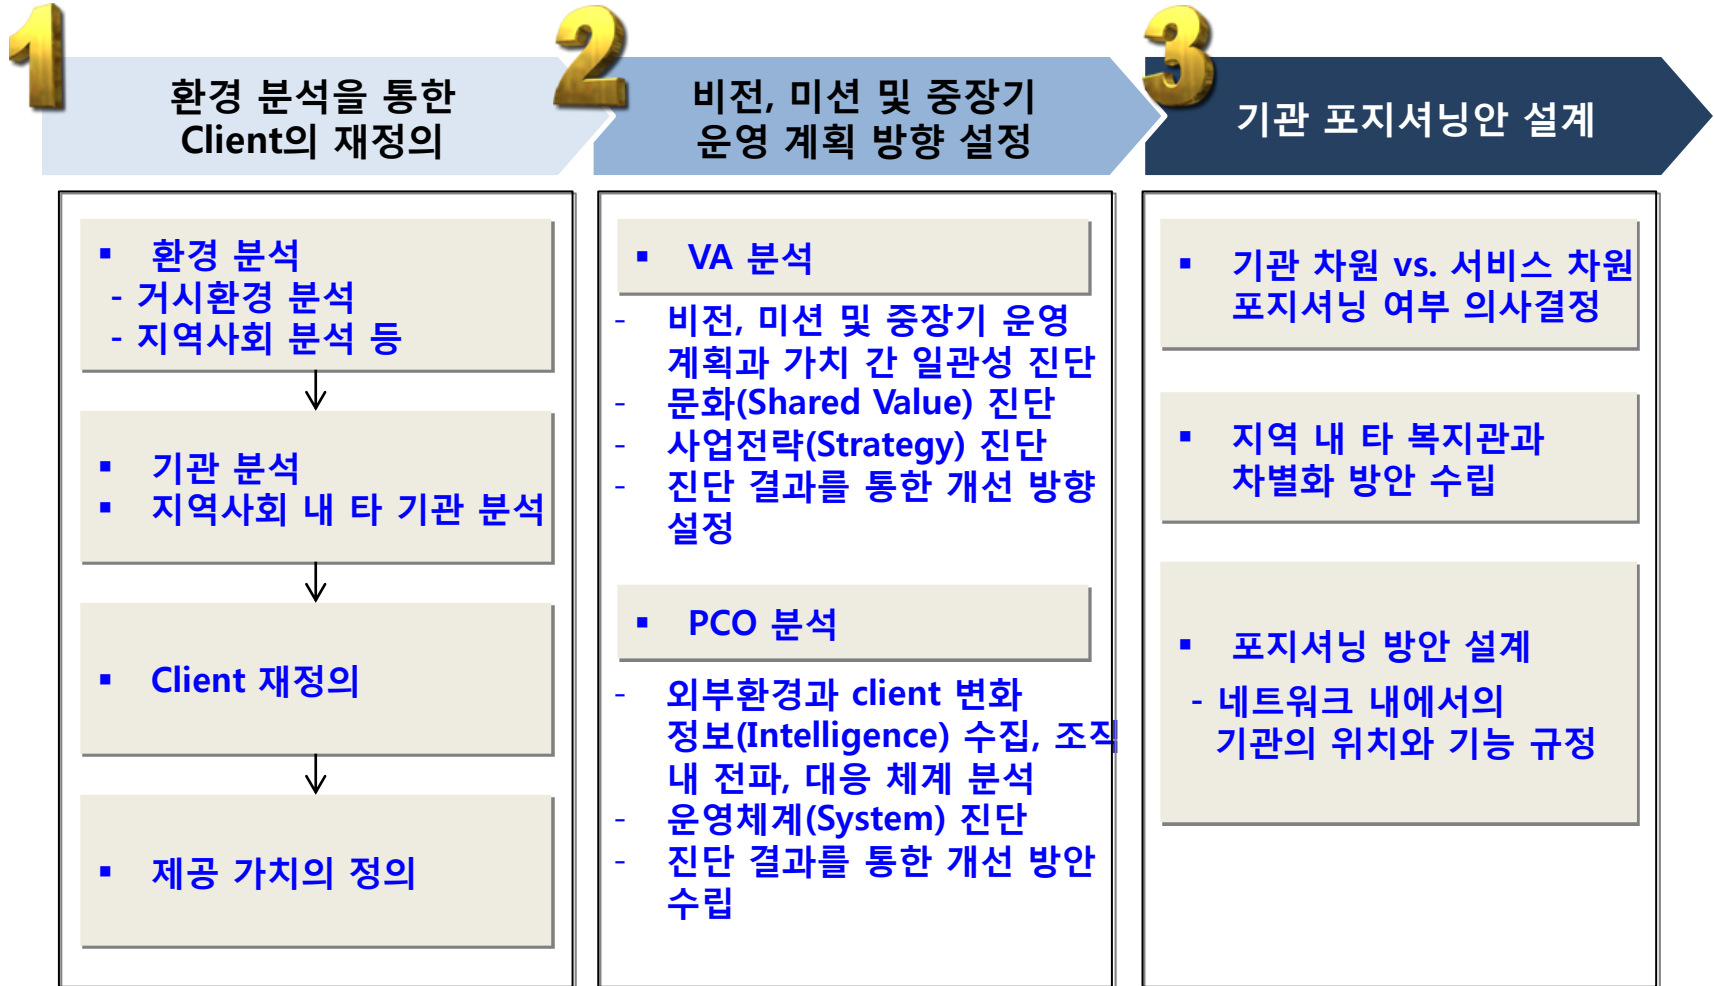 1
환경 분석을 통한
Client의 재정의
▪ 환경 분석
- 거시환경 분석
- 지역사회 분석 등
▪ 기관 분석
▪ 지역사회 내 타 기관 분석
▪ Client 재정의
▪ 제공 가치의 정의
2
비전, 미션 및 중장기
운영 계획 방향 설정
▪ VA 분석
- 비전, 미션 및 중장기 운영
계획과 가치 간 일관성 진단
- 문화(Shared Value) 진단
- 사업전략(Strategy) 진단
- 진단 결과를 통한 개선 방향
설정
▪ PCO 분석
- 외부환경과 client 변화
정보(Intelligence) 수집, 조직
내 전파, 대응 체계 분석
- 운영체계(System) 진단
- 진단 결과를 통한 개선 방안
수립
3
기관 포지셔닝안 설계
▪ 기관 차원 vs. 서비스 차원
포지셔닝 여부 의사결정
▪ 지역 내 타 복지관과
차별화 방안 수립
▪ 포지셔닝 방안 설계
- 네트워크 내에서의
기관의 위치와 기능 규정